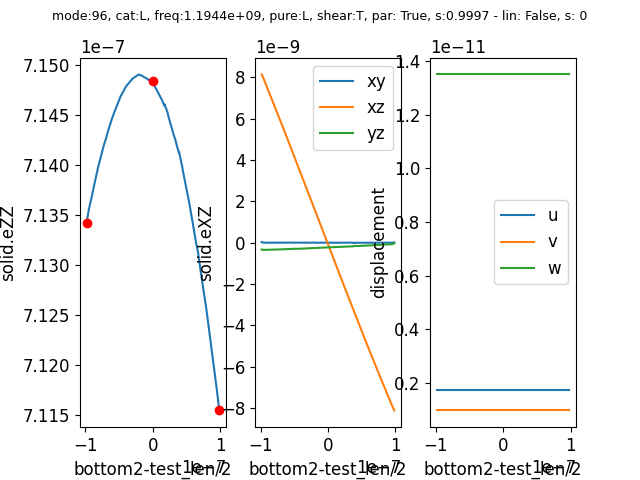 mode:96, cat:L, freq:1.1944e+09, pure:L, shear:T, par: True, s:0.9997 - lin: False, s: 0
1e−7
7.150
7.145
7.140
7.135
7.130
7.125
7.120
7.115
solid.eZZ
−1
0
1
1e−7
bottom2-test_len/2
1e−9
8
6
4
2
0
−2
−4
−6
−8
solid.eXZ
xy
xz
yz
−1
0
1
1e−7
bottom2-test_len/2
1e−11
1.4
1.2
1.0
0.8
0.6
0.4
0.2
displacement
u
v
w
−1
0
1
1e−7
bottom2-test_len/2